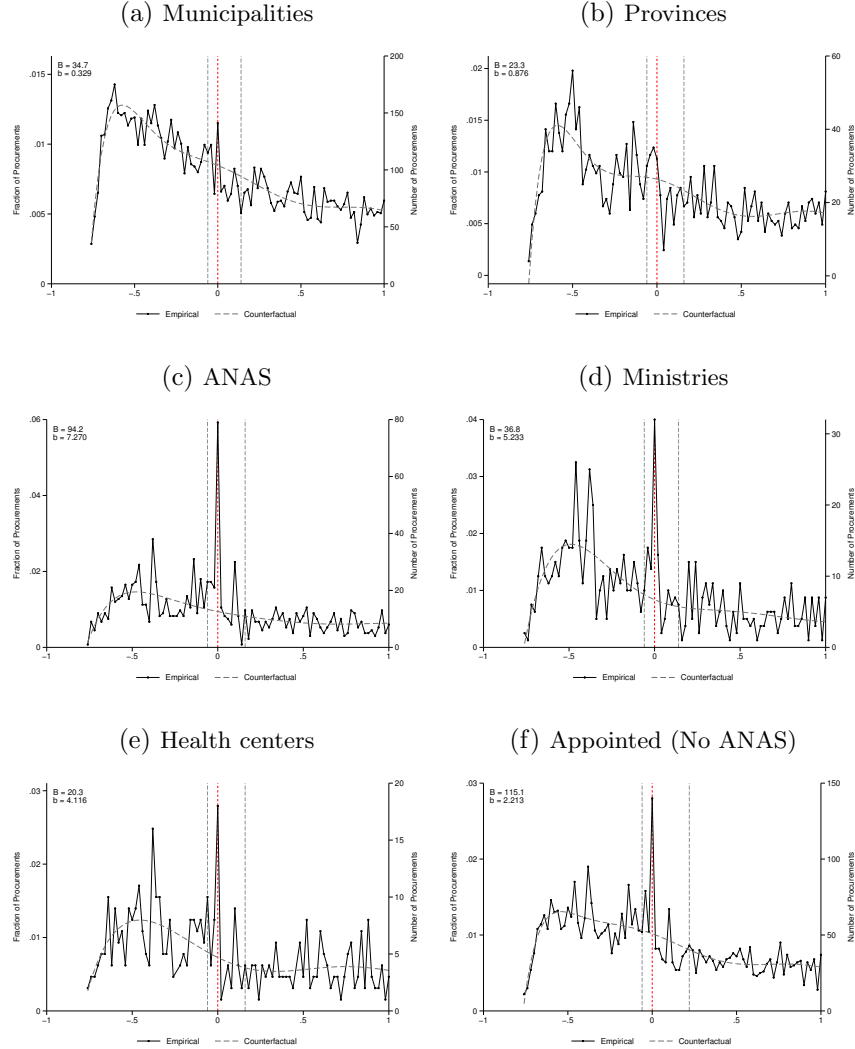 (a) Municipalities
B = 34.7
b = 0.329
Fraction of Procurements
0
.005
.01
.015
Number of Procurements
0
50
100
150
200
−1
−.5
0
.5
1
Empirical
Counterfactual
(b) Provinces
B = 23.3
b = 0.876
Fraction of Procurements
0
.005
.01
.015
.02
Number of Procurements
0
20
40
60
−1
−.5
0
.5
1
Empirical
Counterfactual
(c) ANAS
B = 94.2
b = 7.270
Fraction of Procurements
0
.02
.04
.06
Number of Procurements
0
20
40
60
80
−1
−.5
0
.5
1
Empirical
Counterfactual
(d) Ministries
B = 36.8
b = 5.233
Fraction of Procurements
0
.01
.02
.03
.04
Number of Procurements
0
10
20
30
−1
−.5
0
.5
1
Empirical
Counterfactual
(e) Health centers
B = 20.3
b = 4.116
Fraction of Procurements
0
.01
.02
.03
Number of Procurements
0
5
10
15
20
−1
−.5
0
.5
1
Empirical
Counterfactual
(f) Appointed (No ANAS)
B = 115.1
b = 2.213
Fraction of Procurements
0
.01
.02
.03
Number of Procurements
0
50
100
150
−1
−.5
0
.5
1
Empirical
Counterfactual